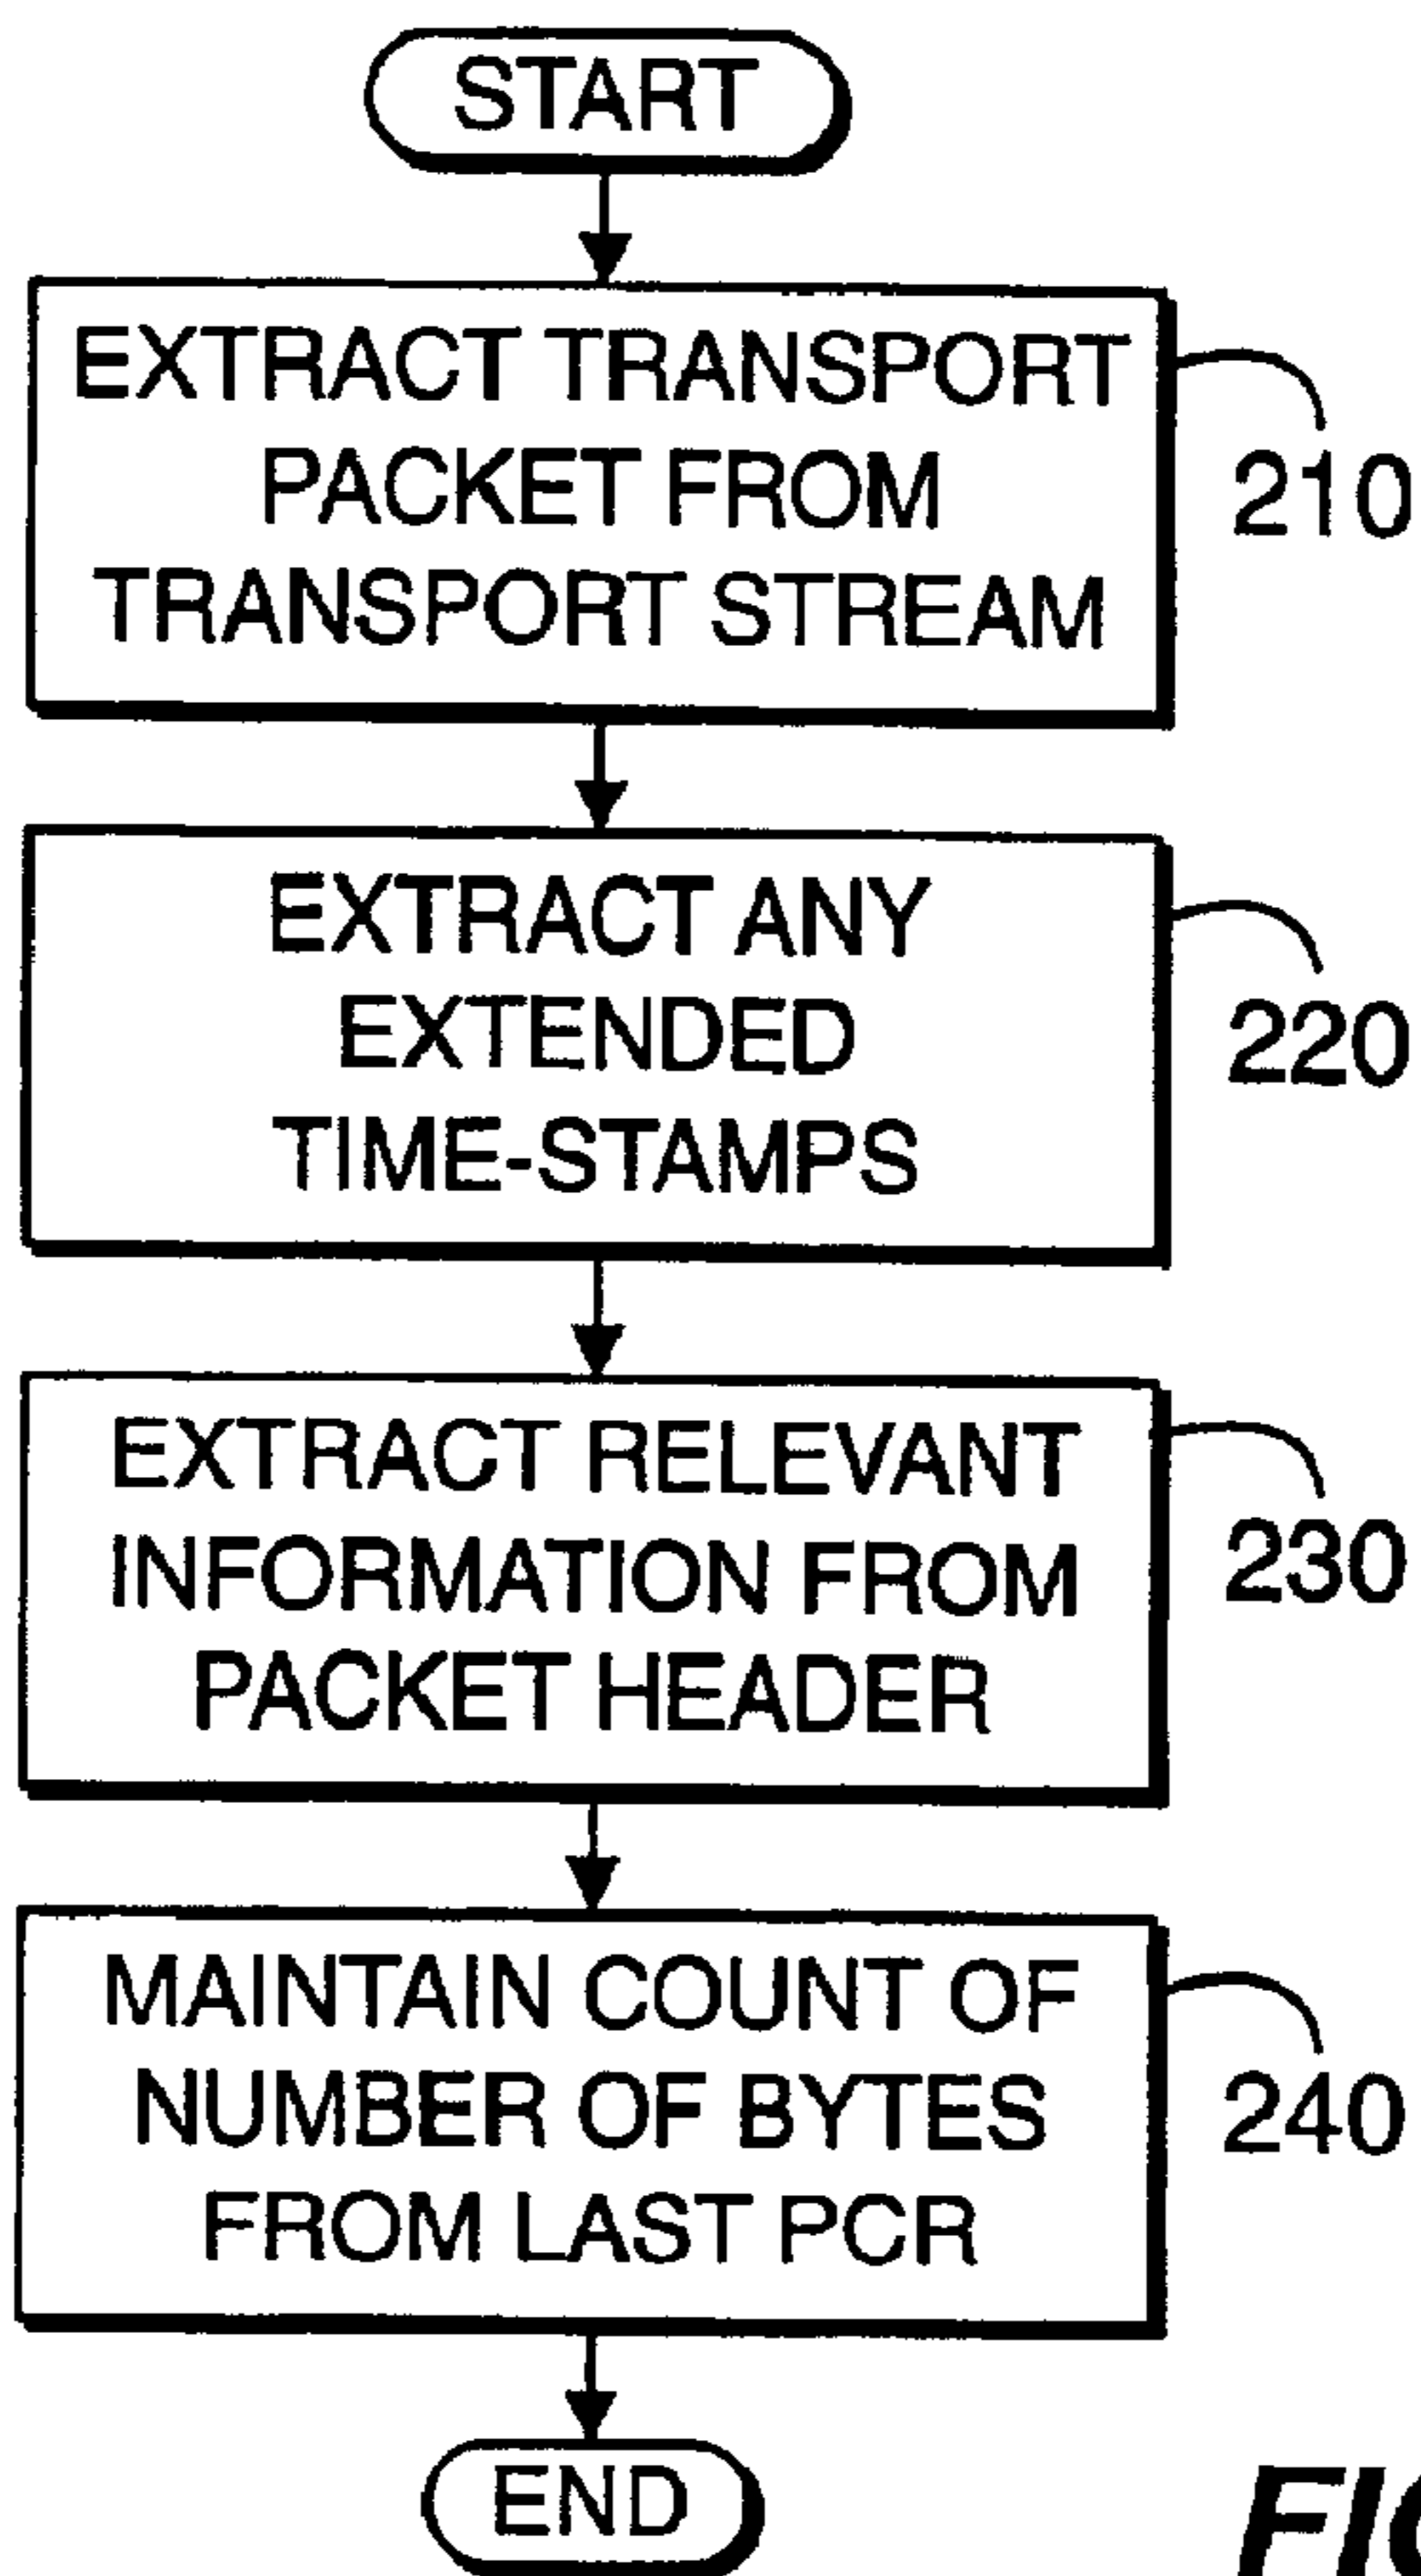 START
EXTRACT TRANSPORT
PACKET FROM
TRANSPORT STREAM
210
EXTRACT ANY
EXTENDED
TIME-STAMPS
220
EXTRACT RELEVANT
INFORMATION FROM
PACKET HEADER
230
MAINTAIN COUNT OF
NUMBER OF BYTES
FROM LAST PCR
240
END